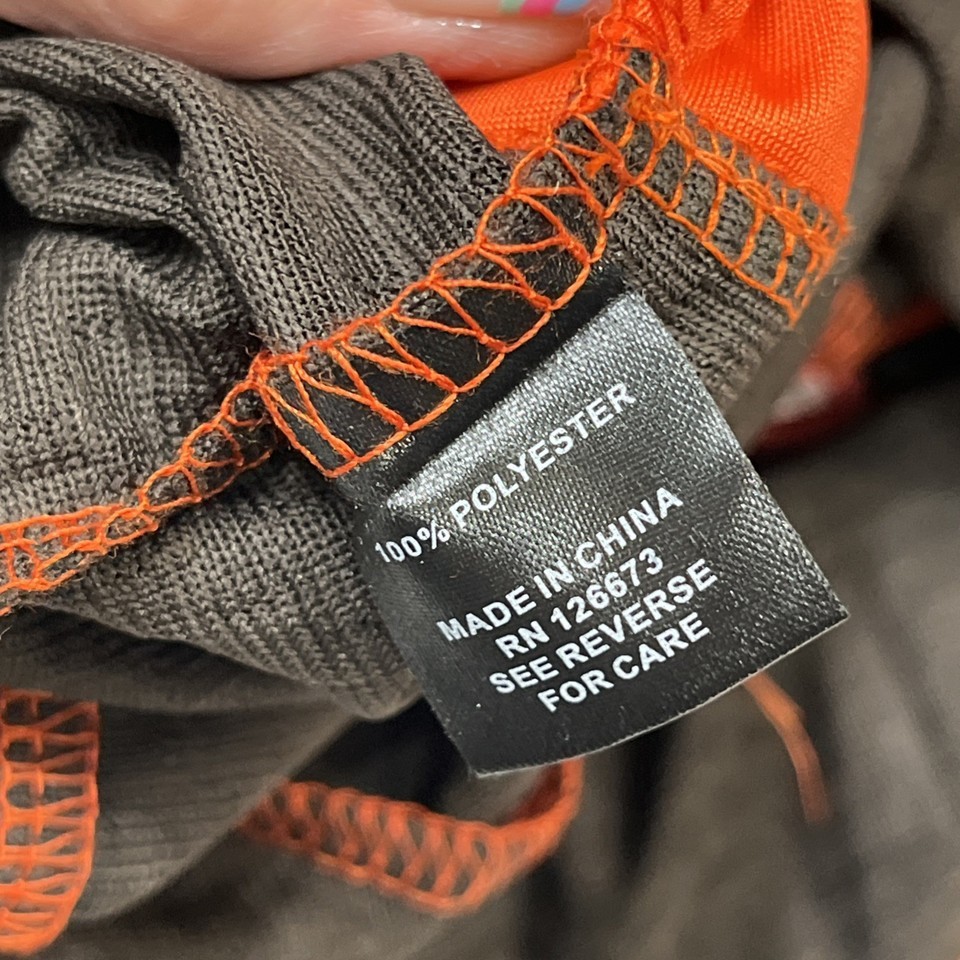 100% POLYESTER
MADE IN CHINA
RN 126673
SEE REVERSE
FOR CARE